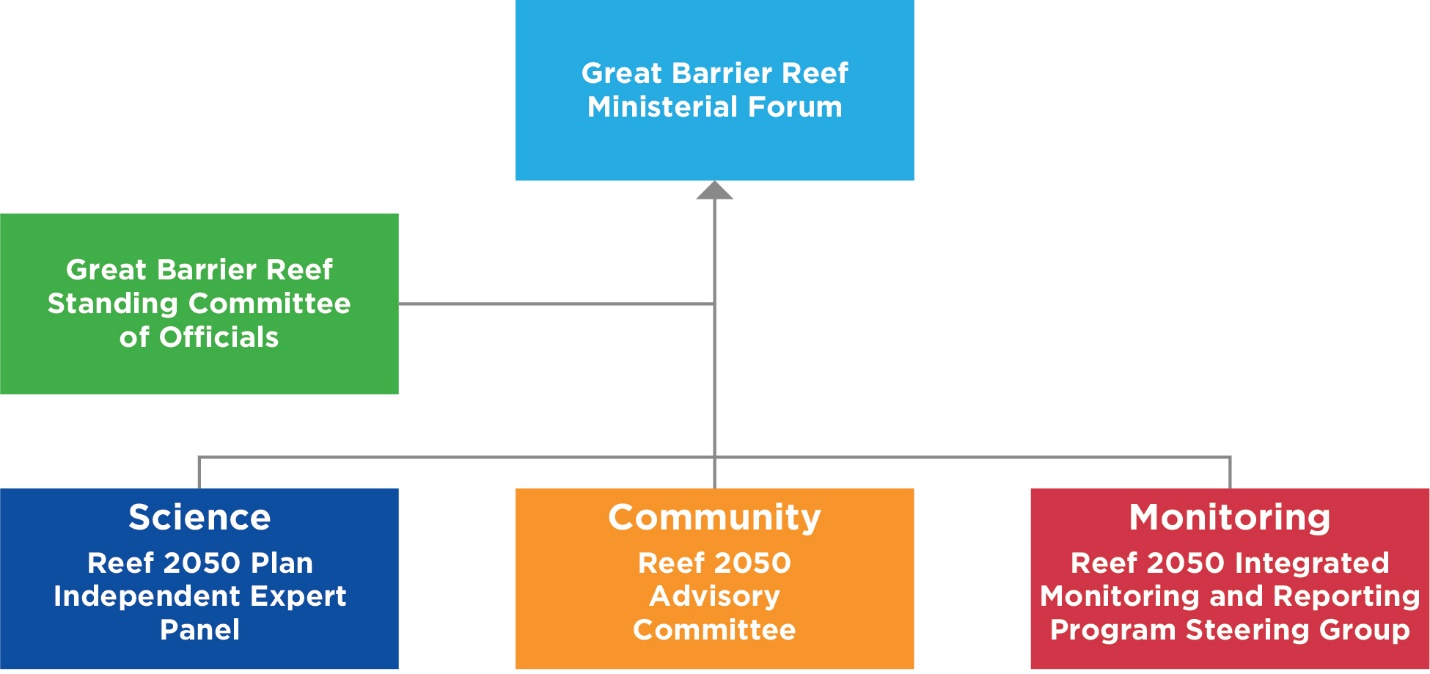 Great Barrier Reef
Ministerial Forum
Great Barrier Reef
Standing Committee
of Officials
Science
Reef 2050 Plan
Independent Expert
Panel
Community
Reef 2050
Advisory
Committee
Monitoring
Reef 2050 Integrated
Monitoring and Reporting
Program Steering Group